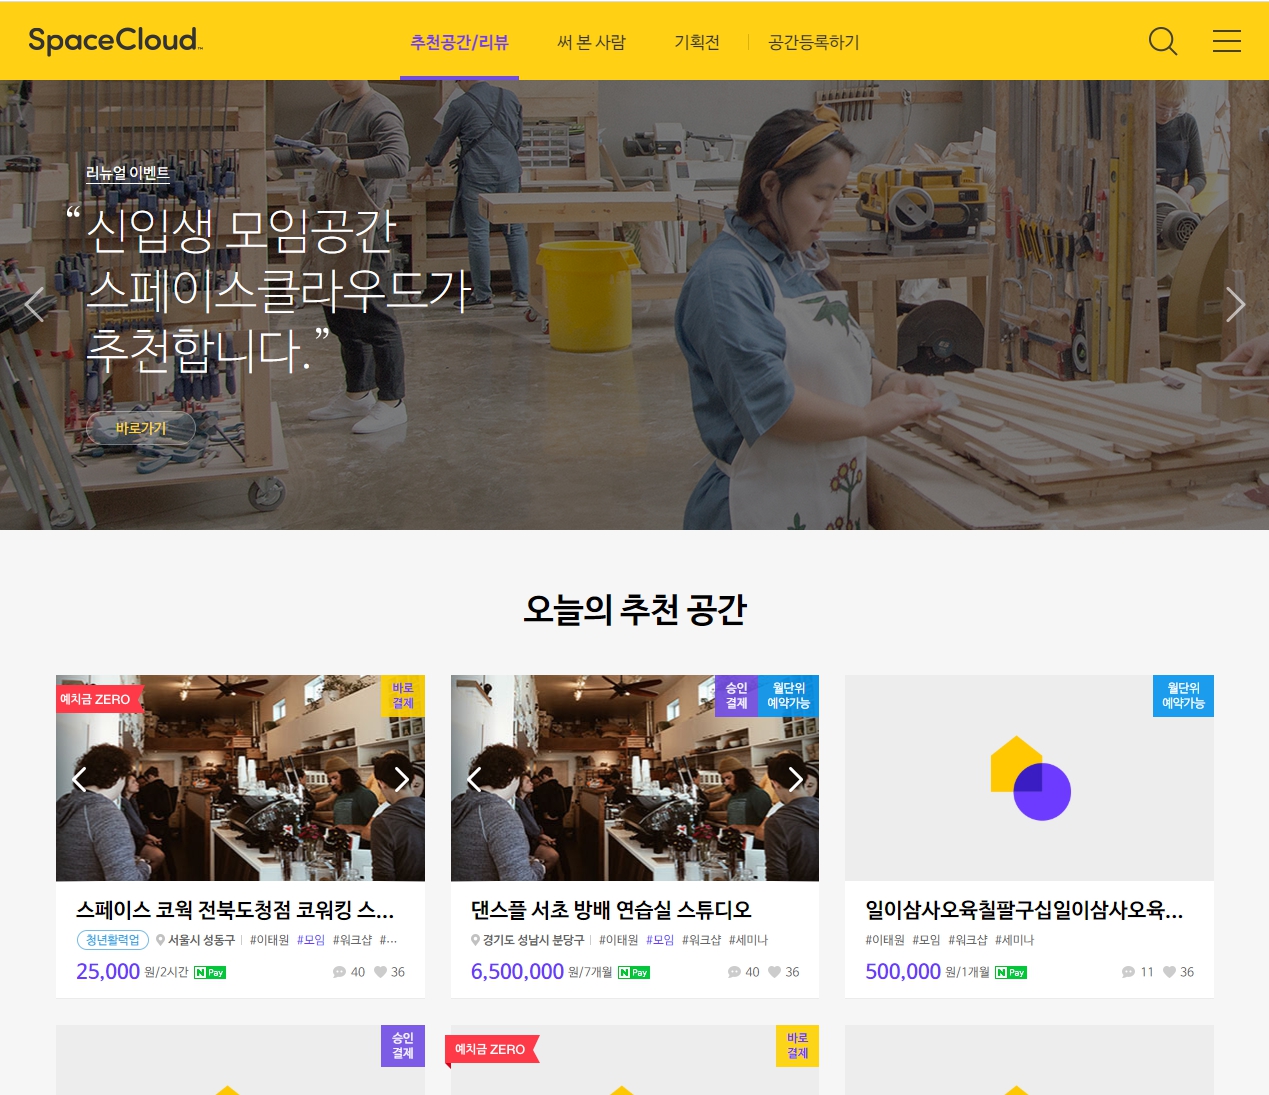 SpaceCloud™
추천공간/리뷰
써 본 사람
기획전
공간등록하기
리뉴얼 이벤트
“신입생 모임공간
스페이스클라우드가
추천합니다.”
바로가기
오늘의 추천 공간
예치금 ZERO
바로
결제
스페이스 코웍 전북도청점 코워킹 스...
청년활력업 서울시 성동구 #이태원 #모임 #워크샵 #...
25,000 원/2시간 N Pay 40 36
승인
결제
월단위
예약가능
댄스플 서초 방배 연습실 스튜디오
경기도 성남시 분당구 #이태원 #모임 #워크샵 #세미나
6,500,000 원/7개월 N Pay 40 36
월단위
예약가능
일이삼사오육칠팔구십일이삼사오육...
#이태원 #모임 #워크샵 #세미나
500,000 원/1개월 N Pay 11 36
승인
결제
예치금 ZERO
바로
결제